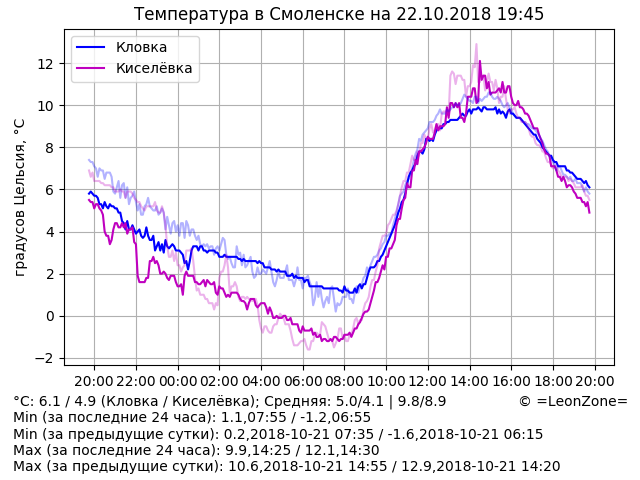 Температура в Смоленске на 22.10.2018 19:45
Кловка
Киселёвка
градусов Цельсия, °C
12
10
8
6
4
2
0
−2
20:00 22:00 00:00 02:00 04:00 06:00 08:00 10:00 12:00 14:00 16:00 18:00 20:00
°C: 6.1 / 4.9 (Кловка / Киселёвка); Средняя: 5.0/4.1 | 9.8/8.9 © =LeonZone=
Min (за последние 24 часа): 1.1,07:55 / -1.2,06:55
Min (за предыдущие сутки): 0.2,2018-10-21 07:35 / -1.6,2018-10-21 06:15
Max (за последние 24 часа): 9.9,14:25 / 12.1,14:30
Max (за предыдущие сутки): 10.6,2018-10-21 14:55 / 12.9,2018-10-21 14:20